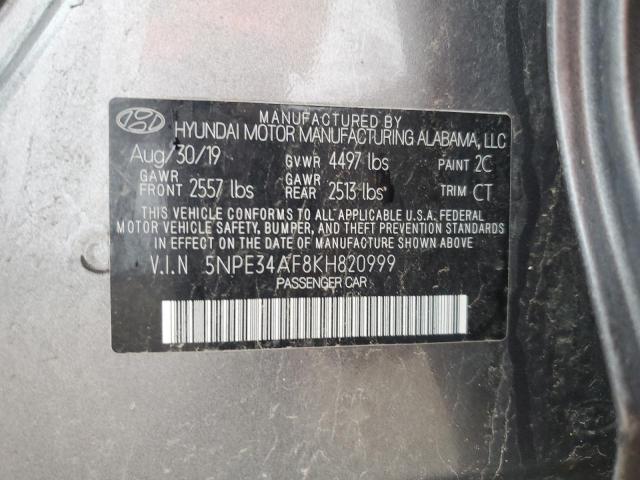 MANUFACTURED BY
HYUNDAI MOTOR MANUFACTURING ALABAMA, LLC
Aug/30/19 GVWR 4497 lbs PAINT 2C
GAWR FRONT 2557 lbs GAWR REAR 2513 lbs TRIM CT
THIS VEHICLE CONFORMS TO ALL APPLICABLE U.S.A. FEDERAL
MOTOR VEHICLE SAFETY, BUMPER, AND THEFT PREVENTION STANDARDS
IN EFFECT ON THE DATE OF MANUFACTURE SHOWN ABOVE.
V.I.N 5NPE34AF8KH820999
PASSENGER CAR